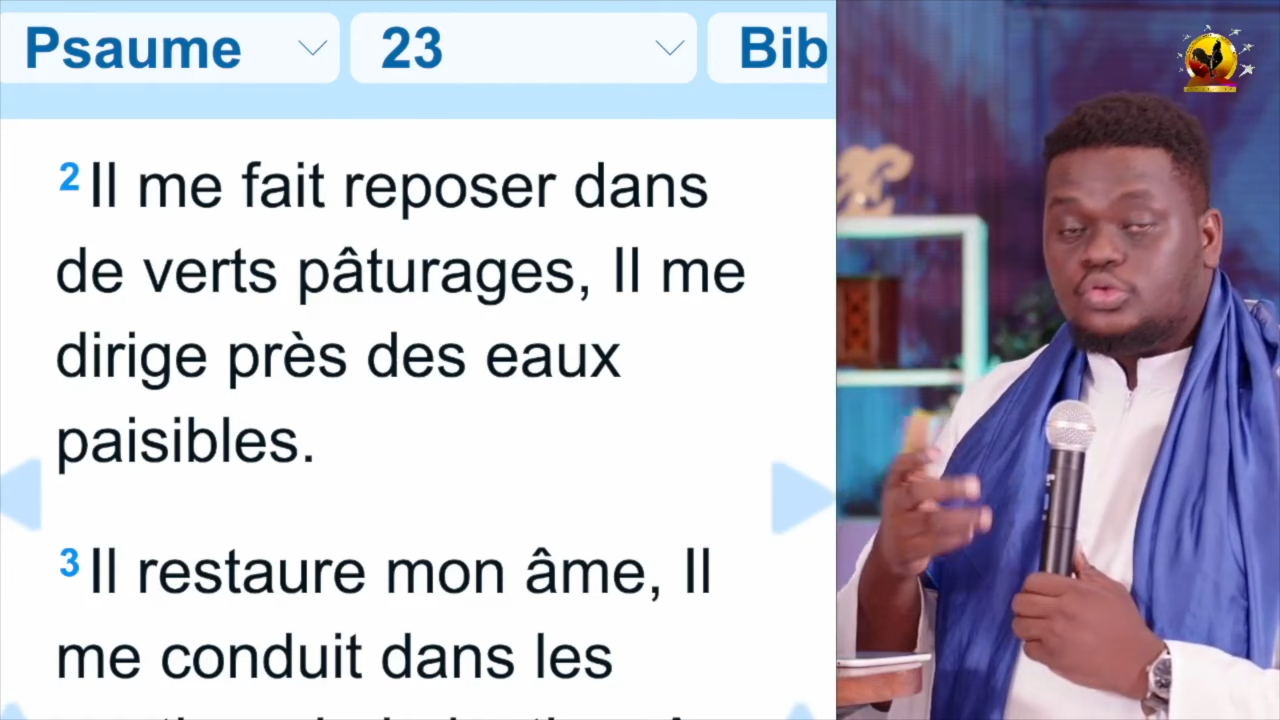 Psaume 23 Bib
2 Il me fait reposer dans
de verts pâturages, Il me
dirige près des eaux
paisibles.
3 Il restaure mon âme, Il
me conduit dans les